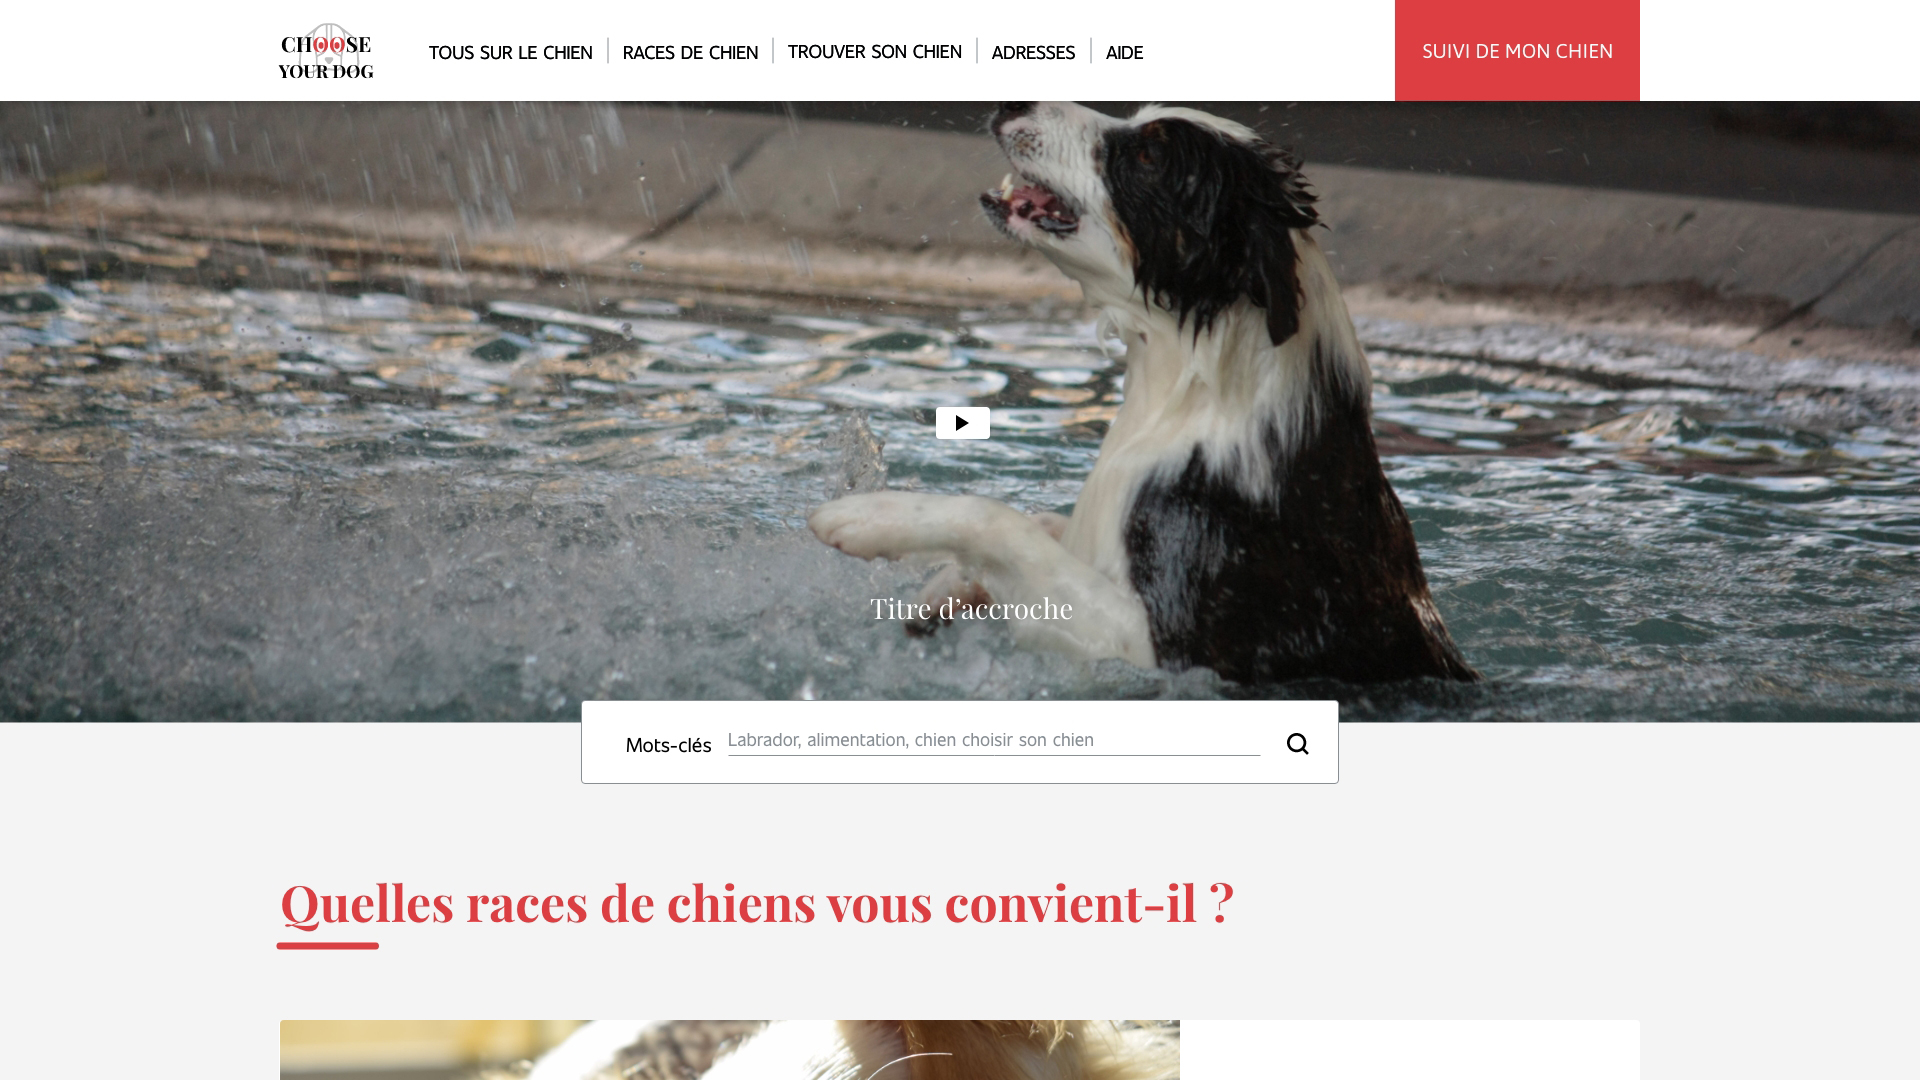 CHOOSE
YOUR DOG
TOUS SUR LE CHIEN
RACES DE CHIEN
TROUVER SON CHIEN
ADRESSES
AIDE
SUIVI DE MON CHIEN
Titre d’accroche
Mots-clés
Labrador, alimentation, chien choisir son chien
Quelles races de chiens vous convient-il ?